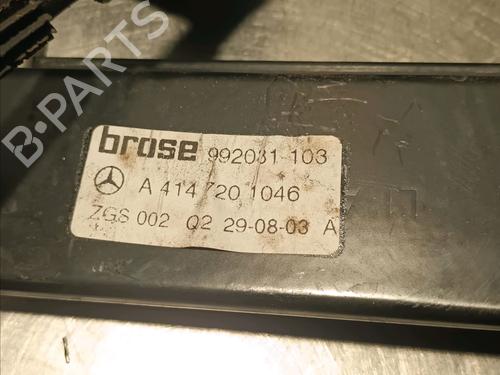 brose 992031-103
A 414 720 1046
ZGS 002 Q2 29-08-03 A
B-PARTS